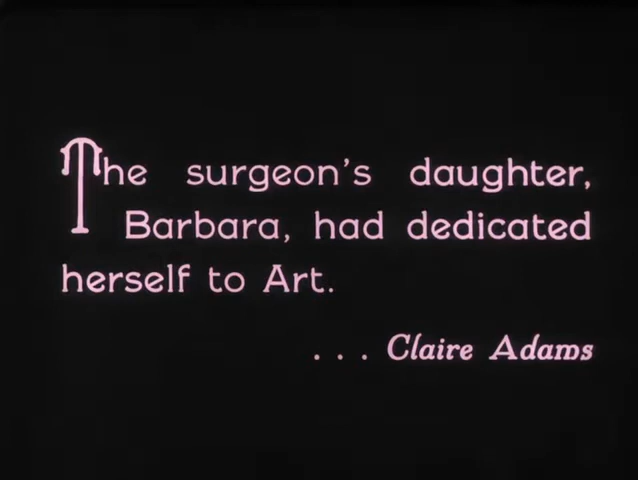 The surgeon's daughter,
Barbara, had dedicated
herself to Art.
. . . Claire Adams